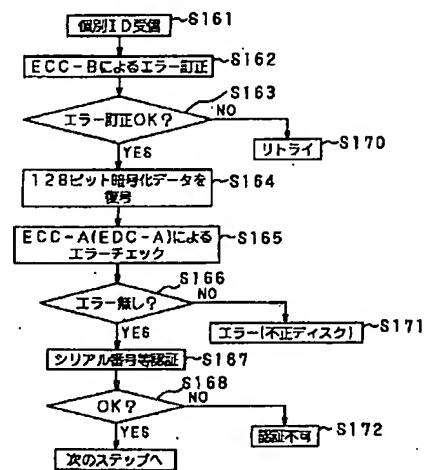 個別ID受信 S161
ECC-Bによるエラー訂正 S162
エラー訂正OK? S163
NO
YES
リトライ S170
128ビット暗号化データを
復号 S164
ECC-A(EDC-A)による
エラーチェック S165
エラー無し? S166
NO
YES
エラー(不正ディスク) S171
シリアル番号等認証 S167
OK? S168
NO
YES
認証不可 S172
次のステップへ